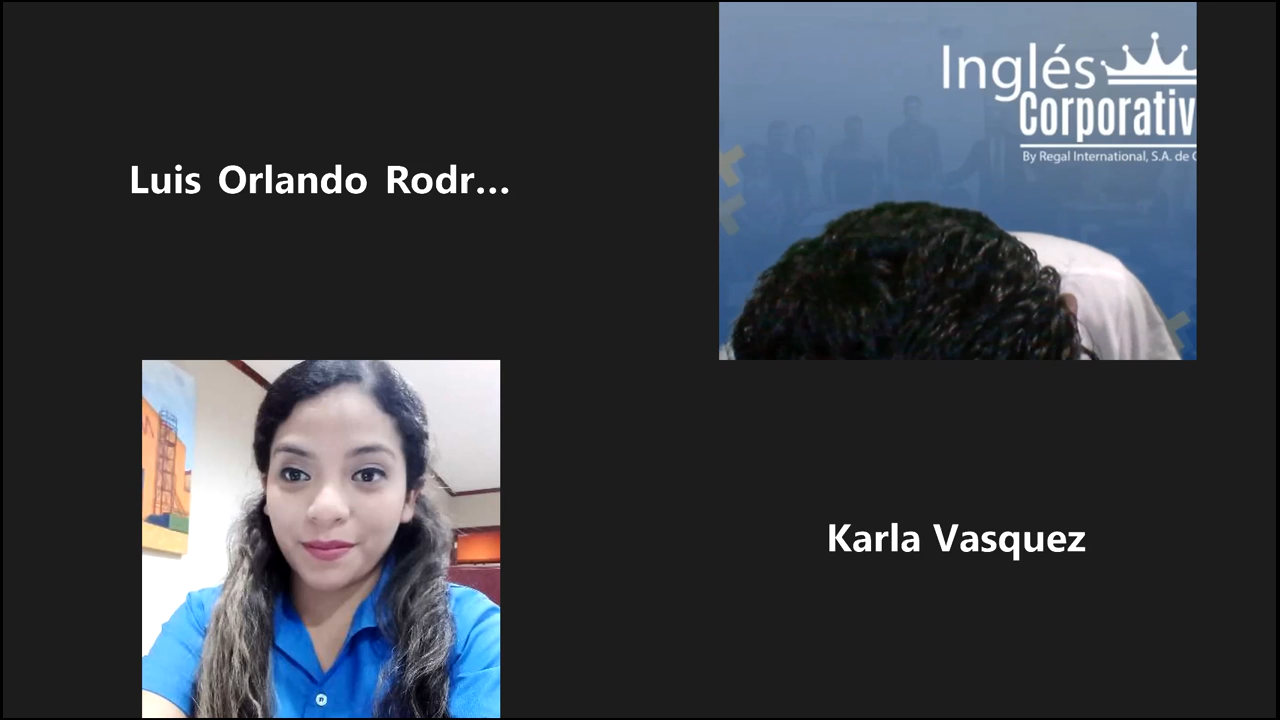 Luis Orlando Rodr...
Inglés
Corporativ
By Regal International, S.A. de C
Karla Vasquez